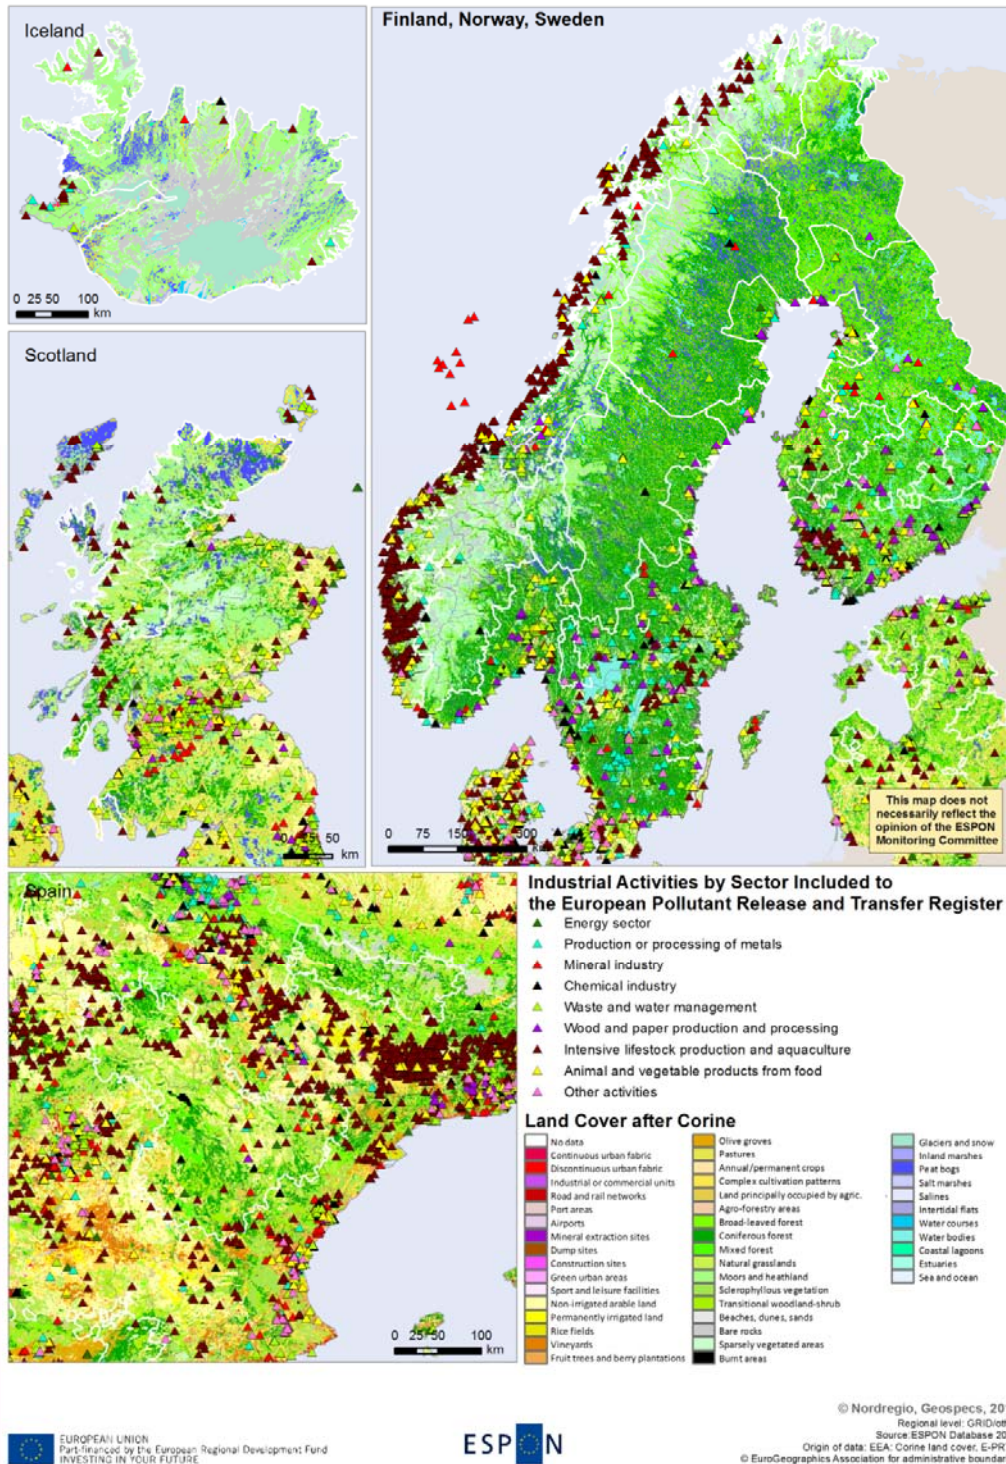 Iceland
0 25 50 100
km
Finland, Norway, Sweden
Scotland
50
km
0 75 150 500
km
This map does not
necessarily reflect the
opinion of the ESPON
Monitoring Committee
Spain
0 25 50 100
km
Industrial Activities by Sector Included to
the European Pollutant Release and Transfer Register
Energy sector
Production or processing of metals
Mineral industry
Chemical industry
Waste and water management
Wood and paper production and processing
Intensive lifestock production and aquaculture
Animal and vegetable products from food
Other activities
Land Cover after Corine
No data
Continuous urban fabric
Discontinuous urban fabric
Industrial or commercial units
Road and rail networks
Port areas
Airports
Mineral extraction sites
Dump sites
Construction sites
Green urban areas
Sport and leisure facilities
Non-irrigated arable land
Permanently irrigated land
Rice fields
Vineyards
Fruit trees and berry plantations
Olive groves
Pastures
Annual/permanent crops
Complex cultivation patterns
Land principally occupied by agric.
Agro-forestry areas
Broad-leaved forest
Coniferous forest
Mixed forest
Natural grasslands
Moors and heathland
Sclerophyllous vegetation
Transitional woodland-shrub
Beaches, dunes, sands
Bare rocks
Sparsely vegetated areas
Burnt areas
Glaciers and snow
Inland marshes
Peat bogs
Salt marshes
Salines
Intertidal flats
Water courses
Water bodies
Coastal lagoons
Estuaries
Sea and ocean
EUROPEAN UNION
Part-financed by the European Regional Development Fund
INVESTING IN YOUR FUTURE
ESPON
© Nordregio, Geospecs, 20
Regional level: GRID/oth
Source: ESPON Database 20
Origin of data: EEA: Corine land cover, E-PR
© EuroGeographics Association for administrative boundar